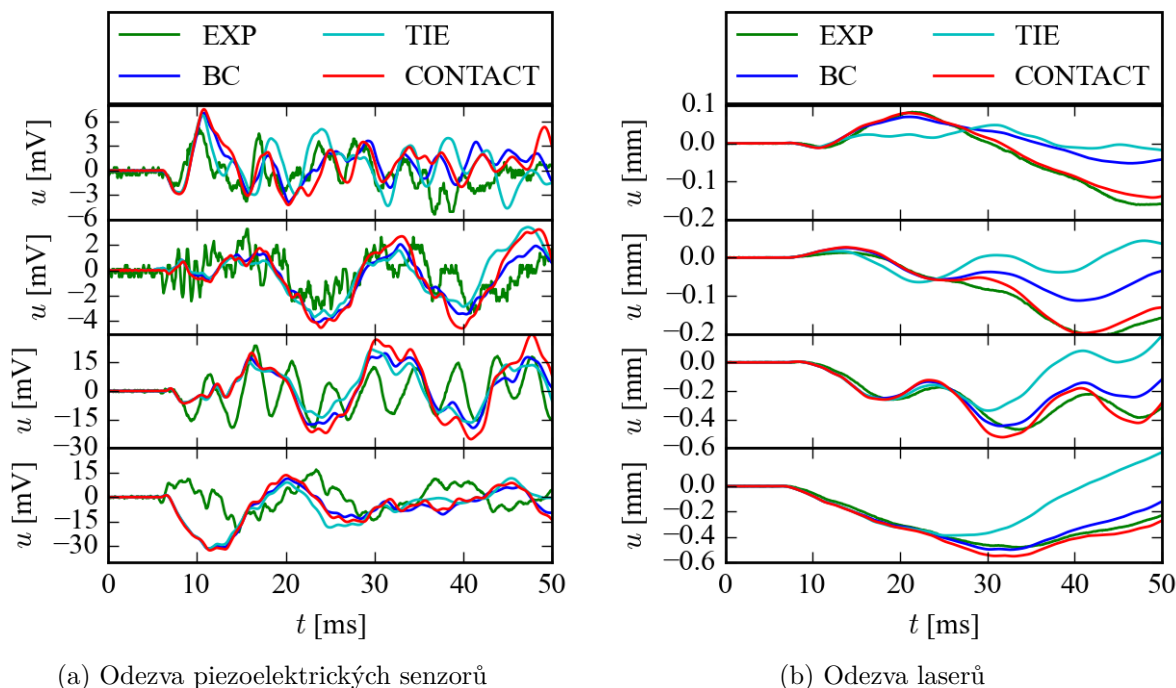 EXP TIE
BC CONTACT
6
3
0
−3
−6
u [mV]
2
0
−2
−4
u [mV]
15
0
−15
−30
u [mV]
15
0
−15
−30
u [mV]
0 10 20 30 40 50
t [ms]
(a) Odezva piezoelektrických senzorů
EXP TIE
BC CONTACT
0.1
0.0
−0.1
−0.2
u [mm]
0.0
−0.1
−0.2
u [mm]
0.0
−0.2
−0.4
−0.6
u [mm]
0.0
−0.2
−0.4
−0.6
u [mm]
0 10 20 30 40 50
t [ms]
(b) Odezva laserů